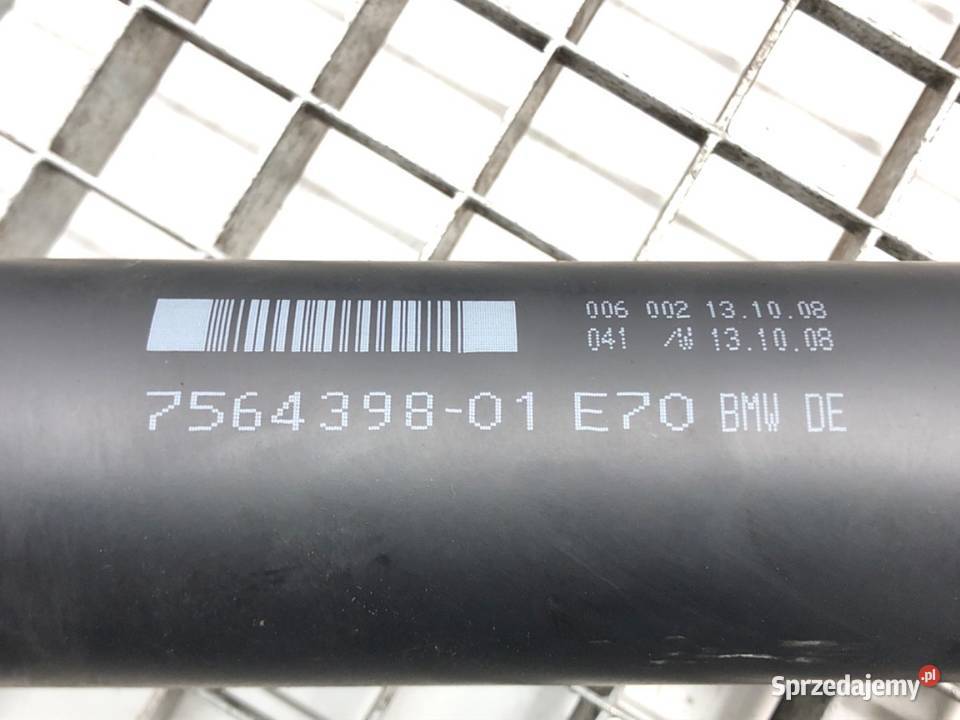 006 002 13.10.08
041 /W 13.10.08
7564398-01 E70 BMW DE
Sprzedajemy.pl